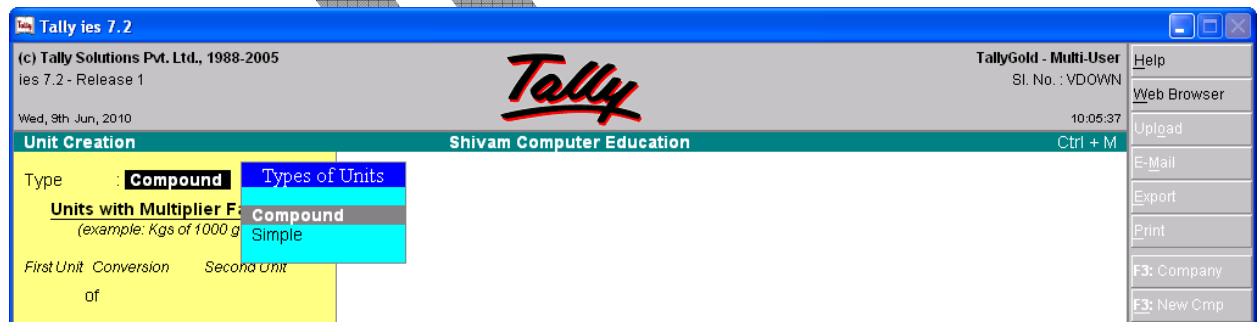 Tally ies 7.2
(c) Tally Solutions Pvt. Ltd., 1988-2005
ies 7.2 - Release 1
Wed, 9th Jun, 2010
Tally
TallyGold - Multi-User
Sl. No. : VDOWN
10:05:37
Unit Creation Shivam Computer Education Ctrl + M
Type : Compound
Units with Multiplier
(example: Kgs of 1000
First Unit Conversion Second Unit
of
Types of Units
Compound
Simple
Help
Web Browser
Upload
E-Mail
Export
Print
F3: Company
F3: New Cmp